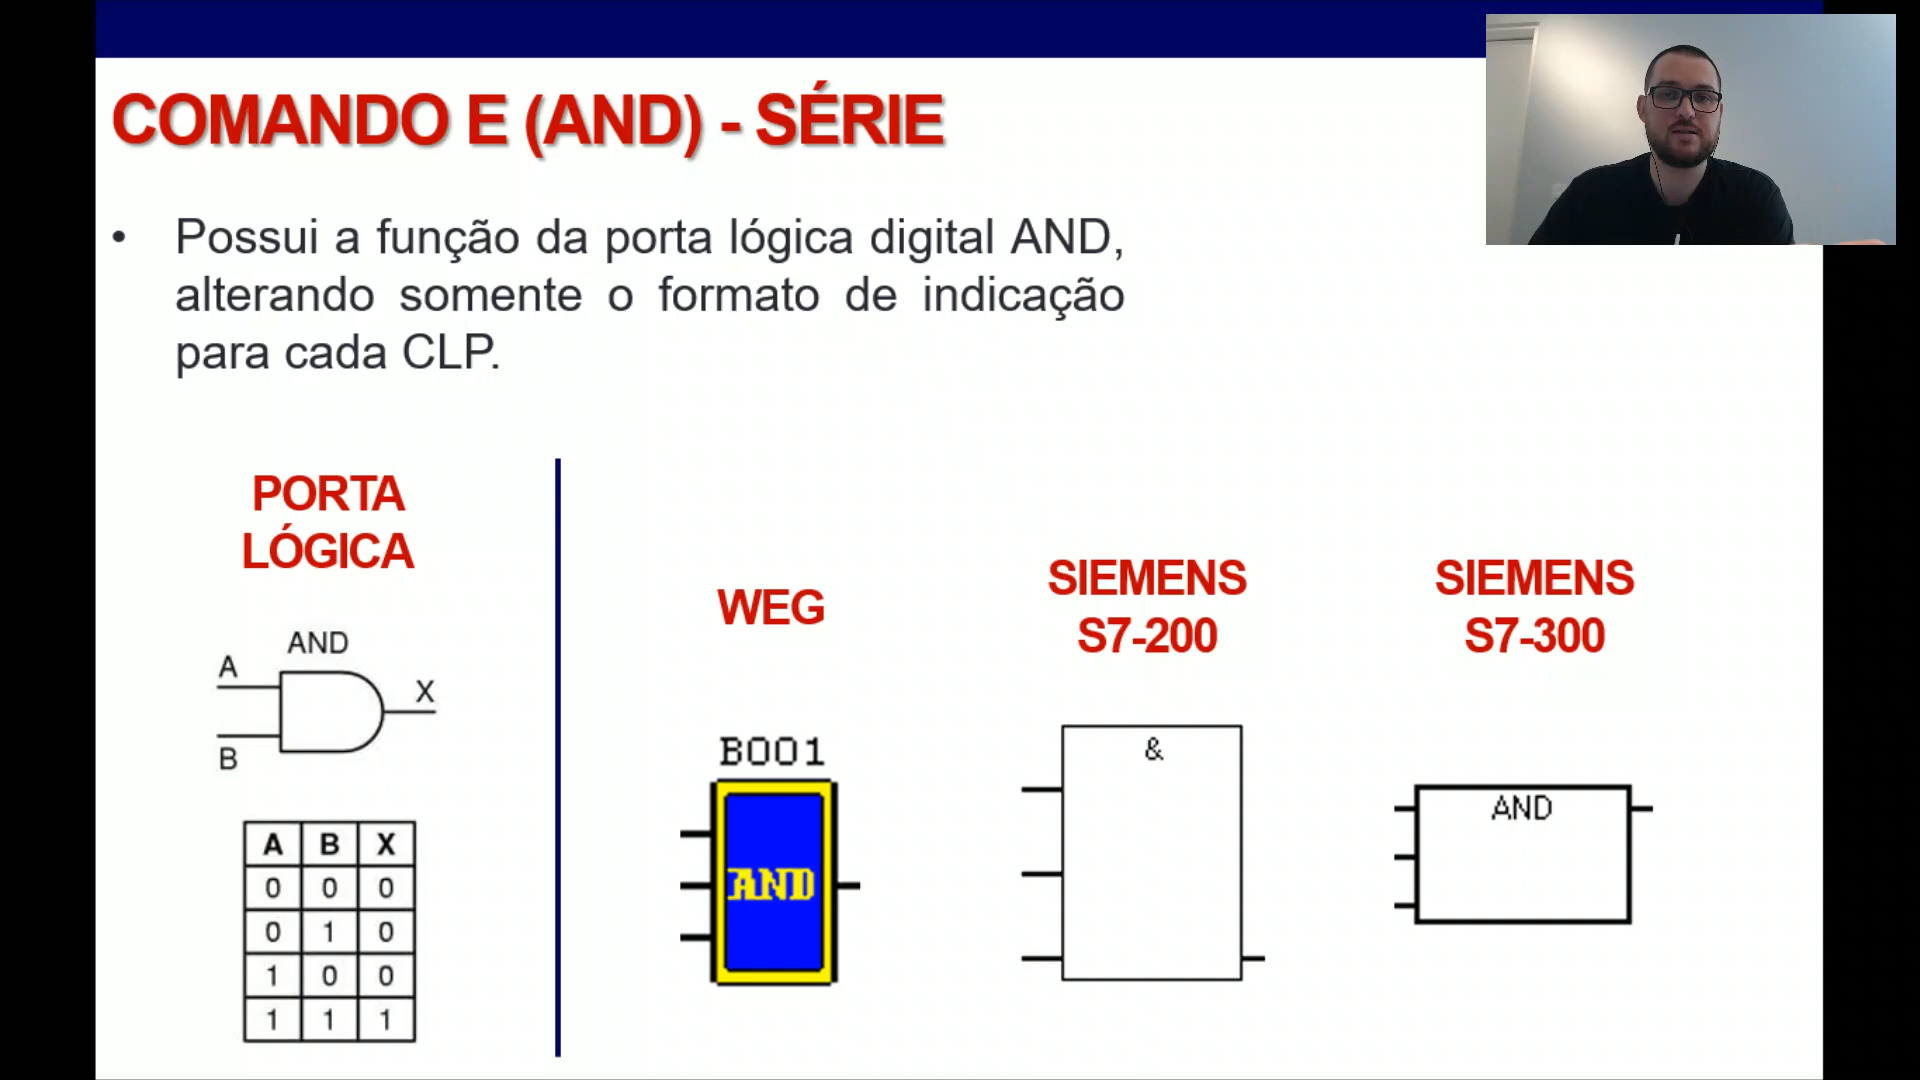 COMANDO E (AND) - SÉRIE
• Possui a função da porta lógica digital AND,
alterando somente o formato de indicação
para cada CLP.
PORTA
LÓGICA
AND
A
X
B
A B X
0 0 0
0 1 0
1 0 0
1 1 1
WEG
B001
AND
SIEMENS
S7-200
&
SIEMENS
S7-300
AND